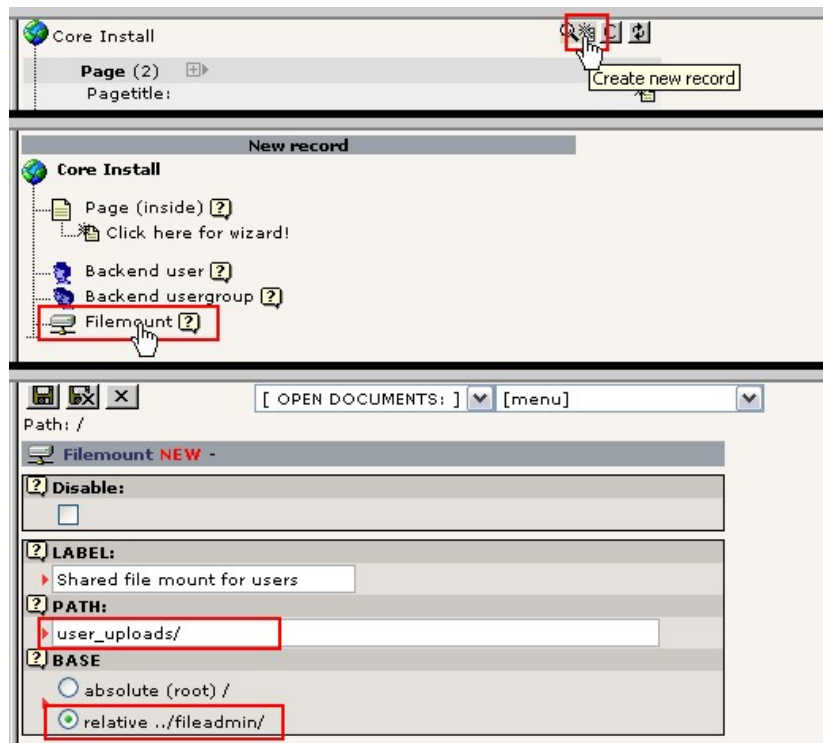 Core Install
Create new record
Page (2)
Pagetitle:
New record
Core Install
Page (inside) [?]
Click here for wizard!
Backend user [?]
Backend usergroup [?]
Filemount [?]
[ OPEN DOCUMENTS: ] [menu]
Path: /
Filemount NEW -
[?] Disable:
[?] LABEL:
Shared file mount for users
[?] PATH:
user_uploads/
[?] BASE
absolute (root) /
relative ../fileadmin/